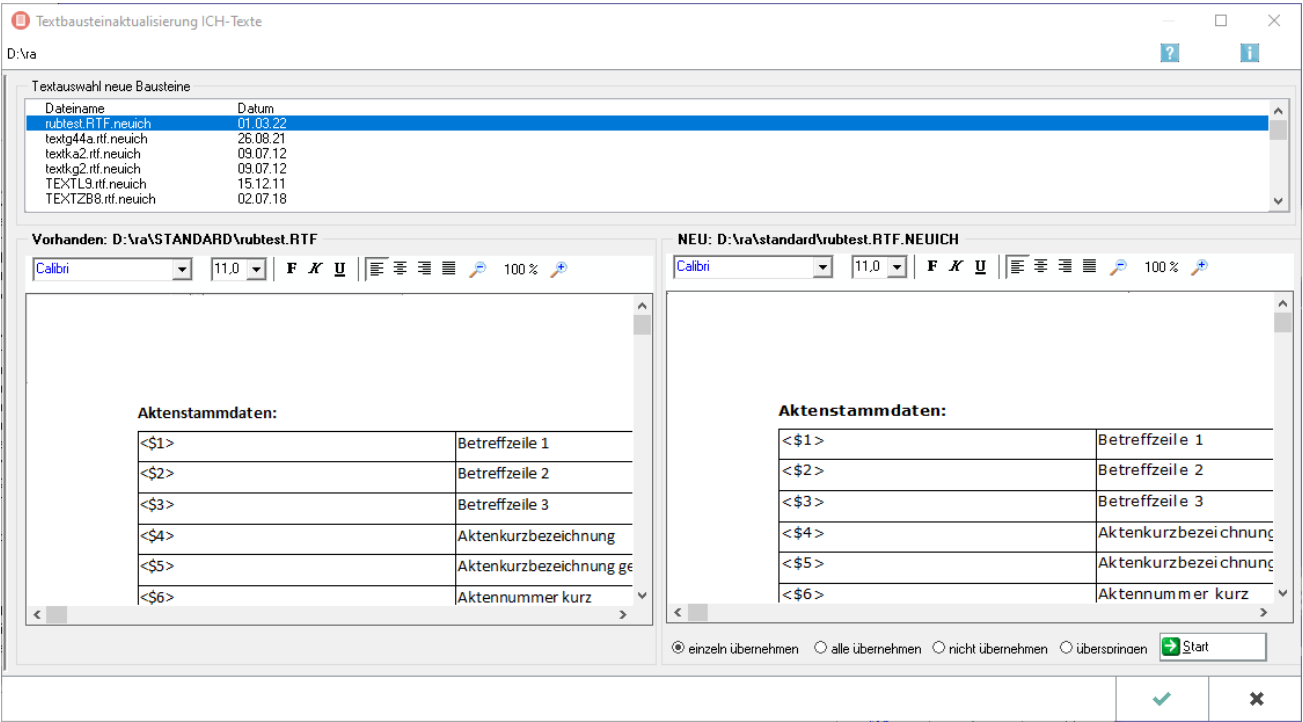 Textbausteinaktualisierung ICH-Texte
D:\ra
Textauswahl neue Bausteine
Dateiname Datum
rubtest.RTF.neuich 01.03.22
textg44a.rtf.neuich 26.08.21
textka2.rtf.neuich 09.07.12
textkg2.rtf.neuich 09.07.12
TEXTL9.rtf.neuich 15.12.11
TEXTZB8.rtf.neuich 02.07.18
Vorhanden: D:\ra\STANDARD\rubtest.RTF
Calibri 11,0 F K U 100 %
Aktenstammdaten:
<$1> Betreffzeile 1
<$2> Betreffzeile 2
<$3> Betreffzeile 3
<$4> Aktenkurzbezeichnung
<$5> Aktenkurzbezeichnung ge
<$6> Aktennummer kurz
NEU: D:\ra\standard\rubtest.RTF.NEUICH
Calibri 11,0 F K U 100 %
Aktenstammdaten:
<$1> Betreffzeile 1
<$2> Betreffzeile 2
<$3> Betreffzeile 3
<$4> Aktenkurzbezeichnung
<$5> Aktenkurzbezeichnung
<$6> Aktennummer kurz
einzeln übernehmen alle übernehmen nicht übernehmen überspringen Start